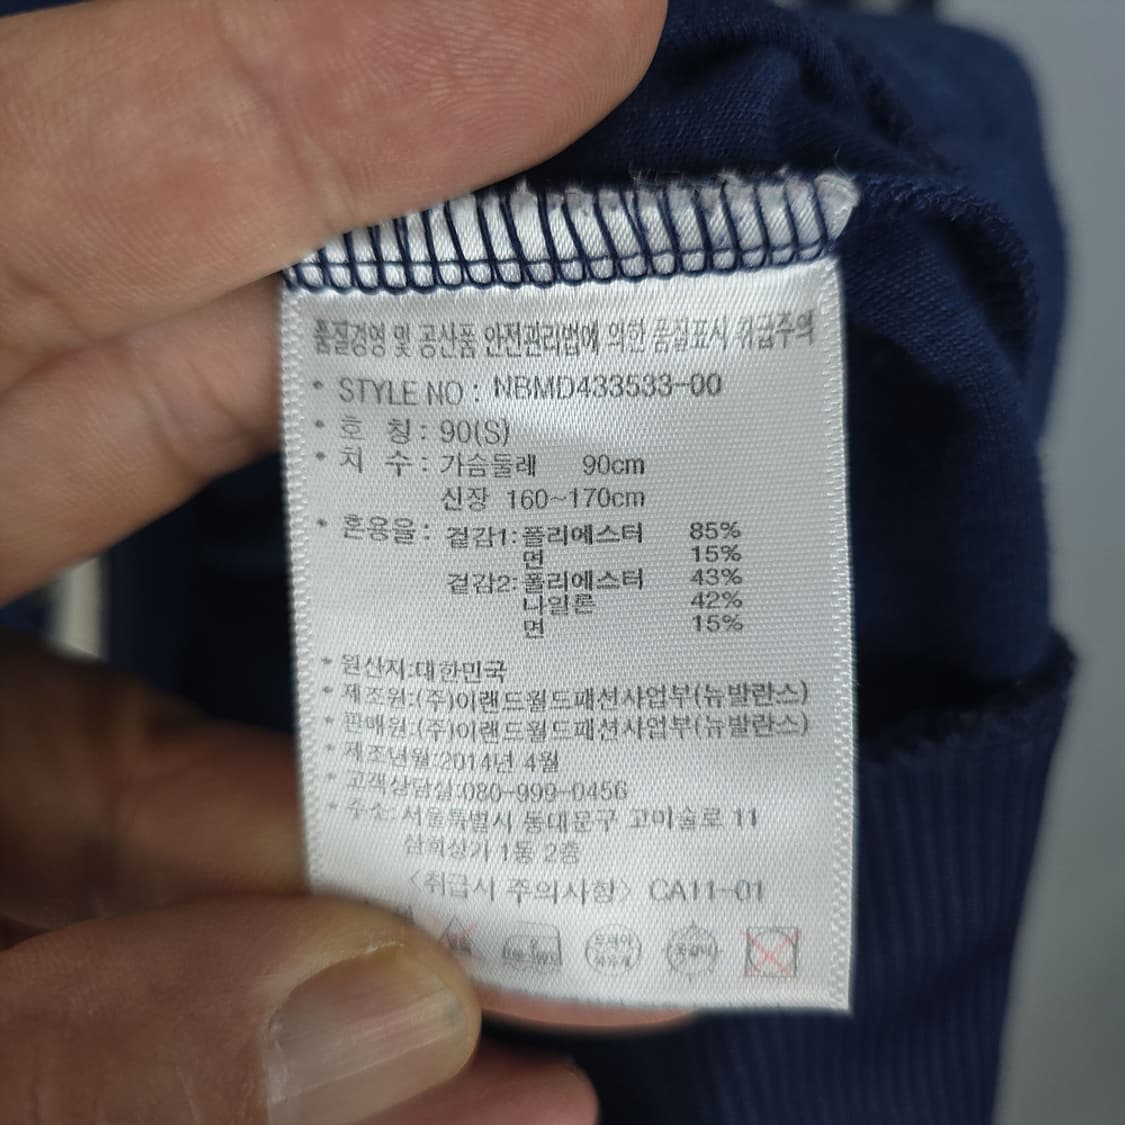 품질경영 및 공산품 안전관리법에 의한 품질표시 취급주의
* STYLE NO : NBMD433533-00
* 호 칭 : 90(S)
* 치 수 : 가슴둘레 90cm
신장 160~170cm
* 혼용율 : 겉감1: 폴리에스터 85%
면 15%
겉감2: 폴리에스터 43%
나일론 42%
면 15%
* 원산지:대한민국
* 제조원:(주)이랜드월드패션사업부(뉴발란스)
* 판매원:(주)이랜드월드패션사업부(뉴발란스)
* 제조년월:2014년 4월
* 고객상담실:080-999-0456
* 주소: 서울특별시 동대문구 고미술로 11
삼희상가 1동 2층
<취급시 주의사항> CA11-01